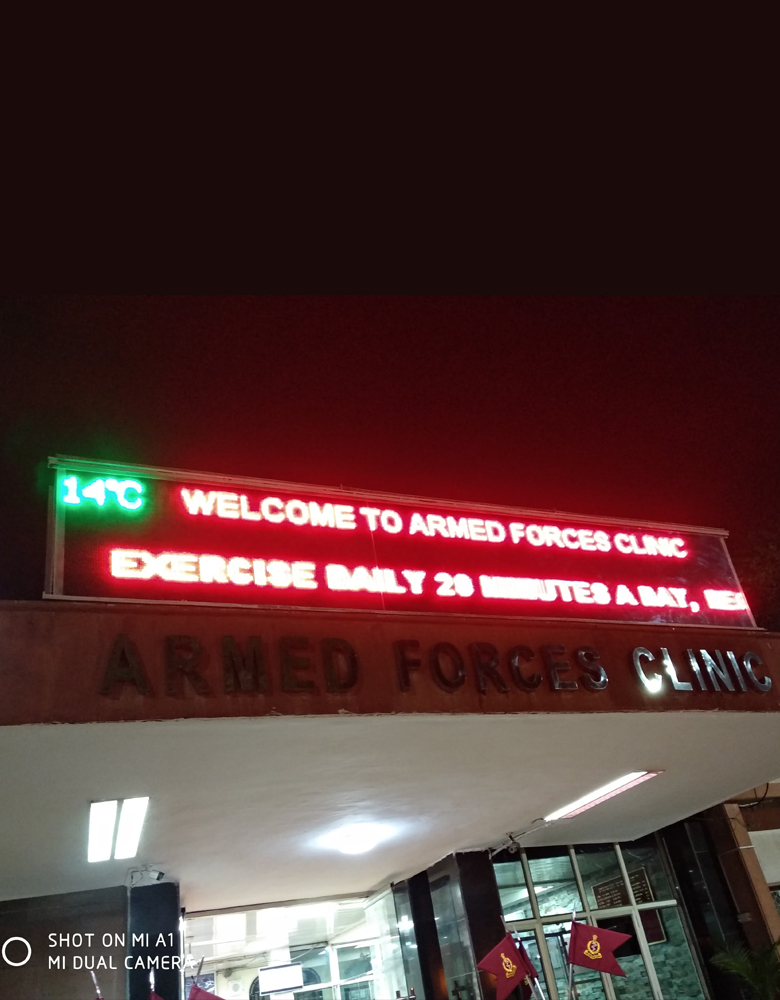 14°C
WELCOME TO ARMED FORCES CLINIC
EXERCISE DAILY 20 MINUTES A DAY,
ARMED FORCES CLINIC
SHOT ON MI A1
MI DUAL CAMERA